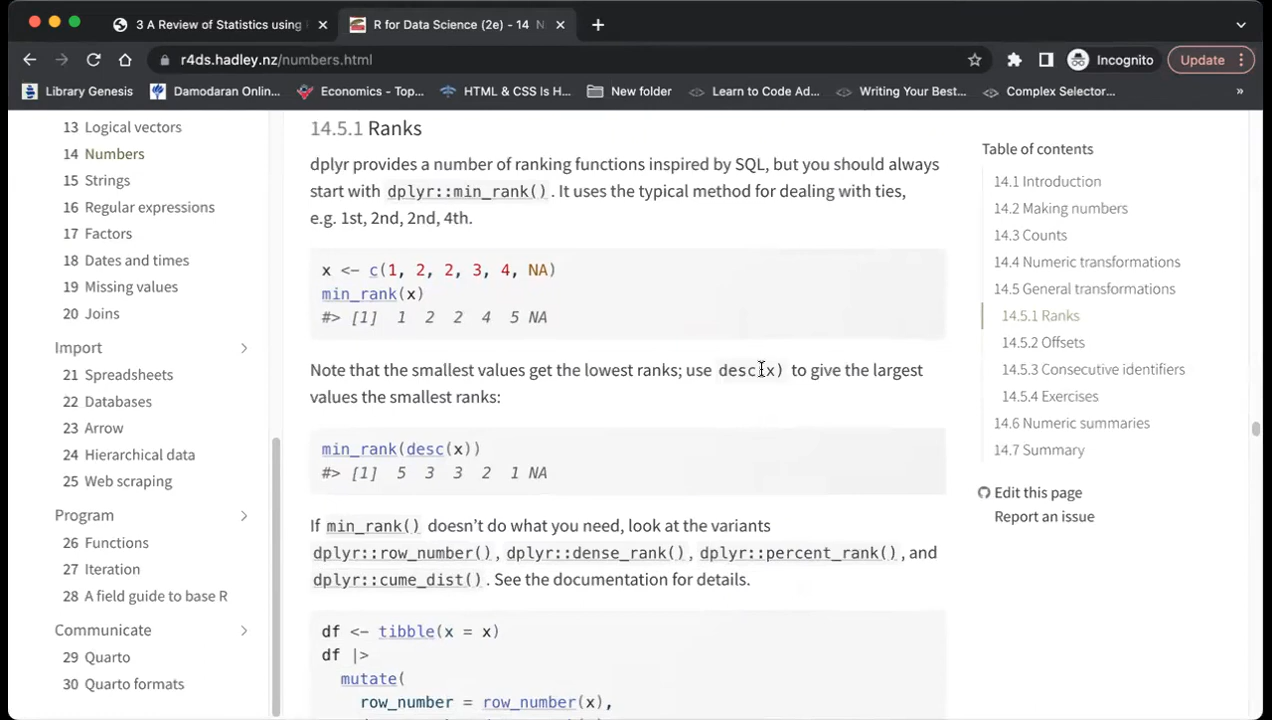 3 A Review of Statistics using
R for Data Science (2e) - 14 N
r4ds.hadley.nz/numbers.html
Incognito
Update
Library Genesis
Damodaran Onlin...
Economics - Top...
HTML & CSS Is H...
New folder
Learn to Code Ad...
Writing Your Best...
Complex Selector...
»
13 Logical vectors
14 Numbers
15 Strings
16 Regular expressions
17 Factors
18 Dates and times
19 Missing values
20 Joins
Import
21 Spreadsheets
22 Databases
23 Arrow
24 Hierarchical data
25 Web scraping
Program
26 Functions
27 Iteration
28 A field guide to base R
Communicate
29 Quarto
30 Quarto formats
14.5.1 Ranks
dplyr provides a number of ranking functions inspired by SQL, but you should always
start with dplyr::min_rank(). It uses the typical method for dealing with ties,
e.g. 1st, 2nd, 2nd, 4th.
x <- c(1, 2, 2, 3, 4, NA)
min_rank(x)
#> [1]  1  2  2  4  5 NA
Note that the smallest values get the lowest ranks; use desc(x) to give the largest
values the smallest ranks:
min_rank(desc(x))
#> [1]  5  3  3  2  1 NA
If min_rank() doesn’t do what you need, look at the variants
dplyr::row_number(), dplyr::dense_rank(), dplyr::percent_rank(), and
dplyr::cume_dist(). See the documentation for details.
df <- tibble(x = x)
df |>
mutate(
row_number = row_number(x),
Table of contents
14.1 Introduction
14.2 Making numbers
14.3 Counts
14.4 Numeric transformations
14.5 General transformations
14.5.1 Ranks
14.5.2 Offsets
14.5.3 Consecutive identifiers
14.5.4 Exercises
14.6 Numeric summaries
14.7 Summary
Edit this page
Report an issue